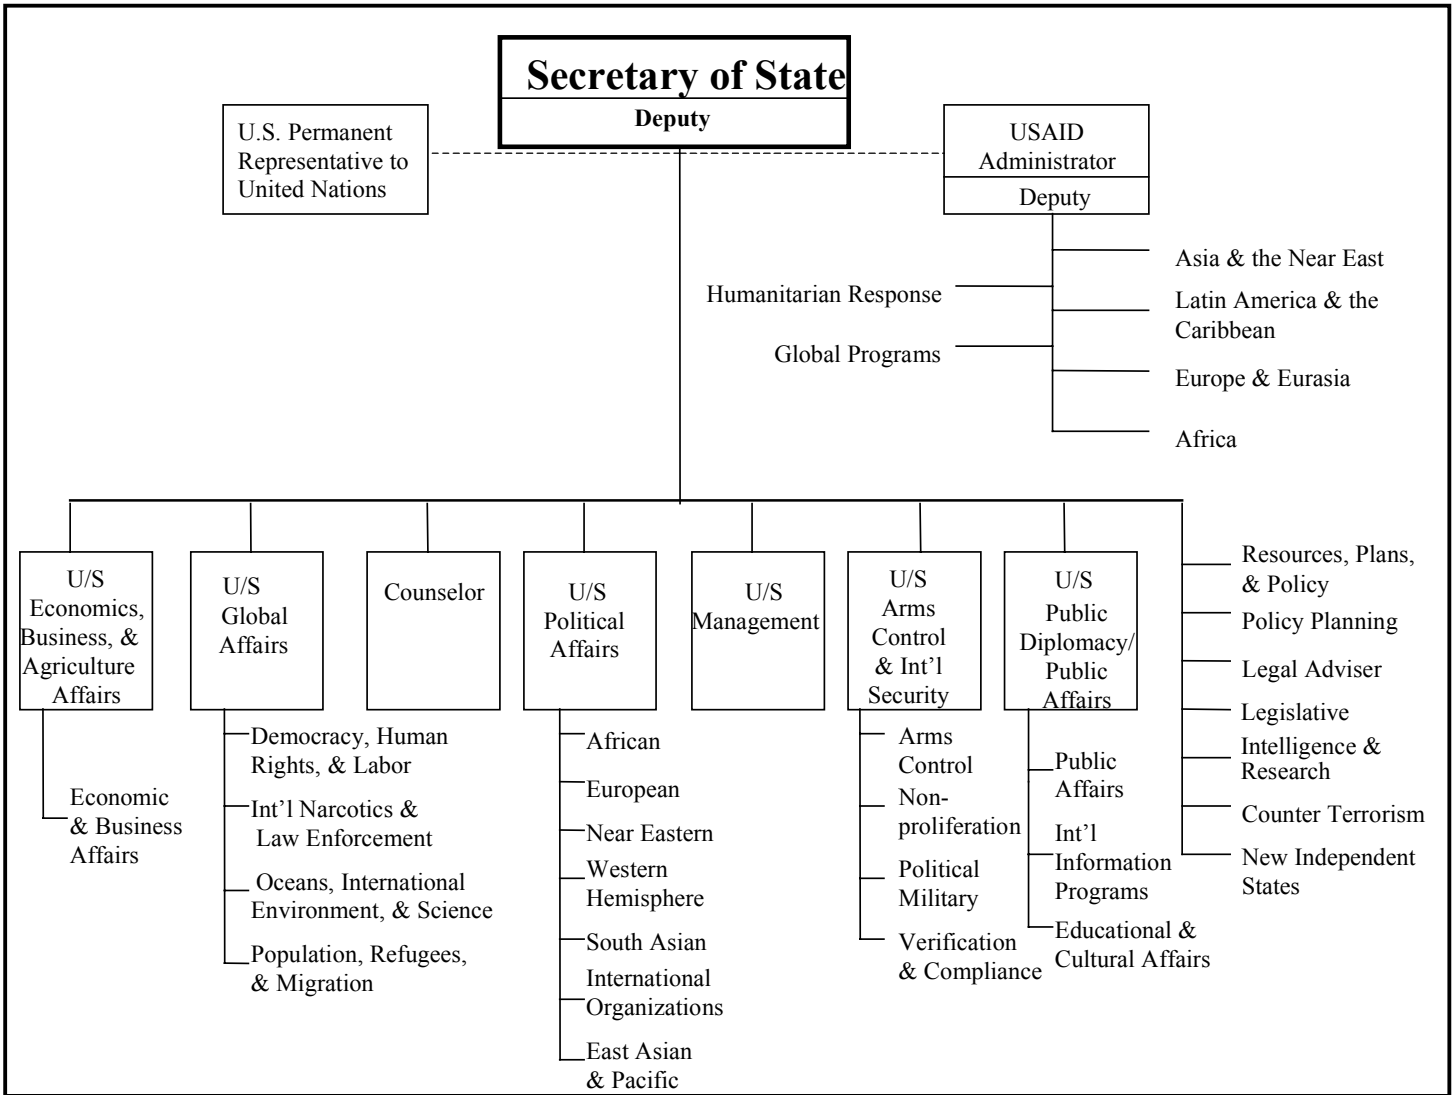 Secretary of State
Deputy
U.S. Permanent
Representative to
United Nations
USAID
Administrator
Deputy
Asia & the Near East
Humanitarian Response
Latin America & the
Caribbean
Global Programs
Europe & Eurasia
Africa
U/S
Economics,
Business, &
Agriculture
Affairs
Economic
& Business
Affairs
U/S
Global
Affairs
Democracy, Human
Rights, & Labor
Int’l Narcotics &
Law Enforcement
Oceans, International
Environment, & Science
Population, Refugees,
& Migration
Counselor
U/S
Political
Affairs
African
European
Near Eastern
Western
Hemisphere
South Asian
International
Organizations
East Asian
& Pacific
U/S
Management
U/S
Arms
Control
& Int’l
Security
Arms
Control
Non-
proliferation
Political
Military
Verification
& Compliance
U/S
Public
Diplomacy/
Public
Affairs
Public
Affairs
Int’l
Information
Programs
Educational &
Cultural Affairs
Resources, Plans,
& Policy
Policy Planning
Legal Adviser
Legislative
Intelligence &
Research
Counter Terrorism
New Independent
States